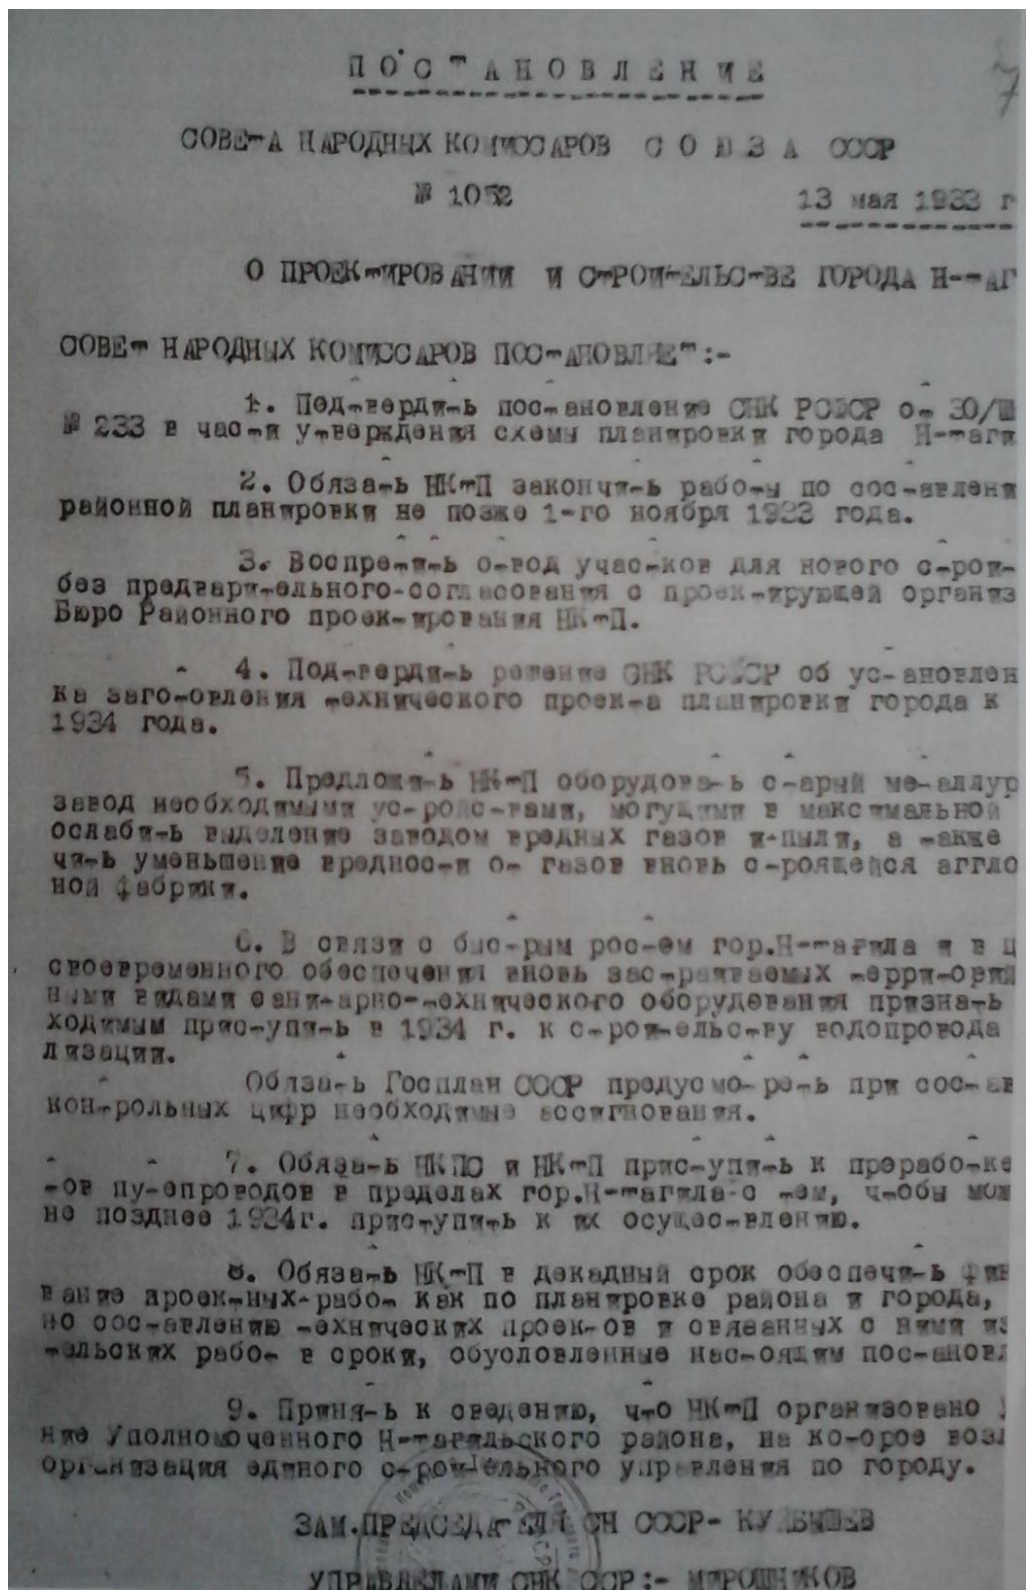 ПОСТАНОВЛЕНИЕ
СОВЕТА НАРОДНЫХ КОМИССАРОВ СОЮЗА СССР
№ 1052 13 мая 1933 г
О ПРОЕКТИРОВАНИИ И СТРОИТЕЛЬСТВЕ ГОРОДА Н-ТАГ
СОВЕТ НАРОДНЫХ КОМИССАРОВ ПОСТАНОВЛЯЕТ:-
1. Подтвердить постановление СНК РСФСР от 30/Ш
№ 233 в части утверждения схемы планировки города Н-таги
2. Обязать НКТП закончить работы по составлени
районной планировки не позже 1-го ноября 1933 года.
3. Воспретить отвод участков для нового строи-
без предварительного-согласования с проектирующей организ
Бюро Районного проектирования НКТП.
4. Подтвердить решение СНК РСФСР об установлен
ка заготовления технического проекта планировки города к
1934 года.
5. Предложить НКТП оборудовать старый металлур
завод необходимыми устройствами, могущими в максимальной
ослабить выделение заводом вредных газов и-пыли, а также
чить уменьшение вредности от газов вновь строящейся аггло
ной фабрики.
6. В связи с быстрым ростом гор.Н-тагила и в ц
своевременного обеспечения вновь застраиваемых территорий
ными видами санитарно-технического оборудования признать
ходимым приступить в 1934 г. к строительству водопровода
лизации.
Обязать Госплан СССР предусмотреть при состав
контрольных цифр необходимые ассигнования.
7. Обязать НКПС и НКТП приступить к проработке
тов путепроводов в пределах гор.Н-тагила-с тем, чтобы мож
не позднее 1934г. приступить к их осуществлению.
8. Обязать НКТП в декадный срок обеспечить фин
вание проектных-работ как по планировке района и города,
по составлению технических проектов и связанных с ними из
тельских работ в сроки, обусловленные настоящим постановл
9. Принять к сведению, что НКТП организовано У
ние Уполномоченного Н-тагильского района, на которое возл
организация единого строительного управления по городу.
ЗАМ.ПРЕДСЕДАТЕЛЯ СНК СССР- КУЙБЫШЕВ
УПРАВДЕЛАМИ СНК ССР:- МИРОШНИКОВ